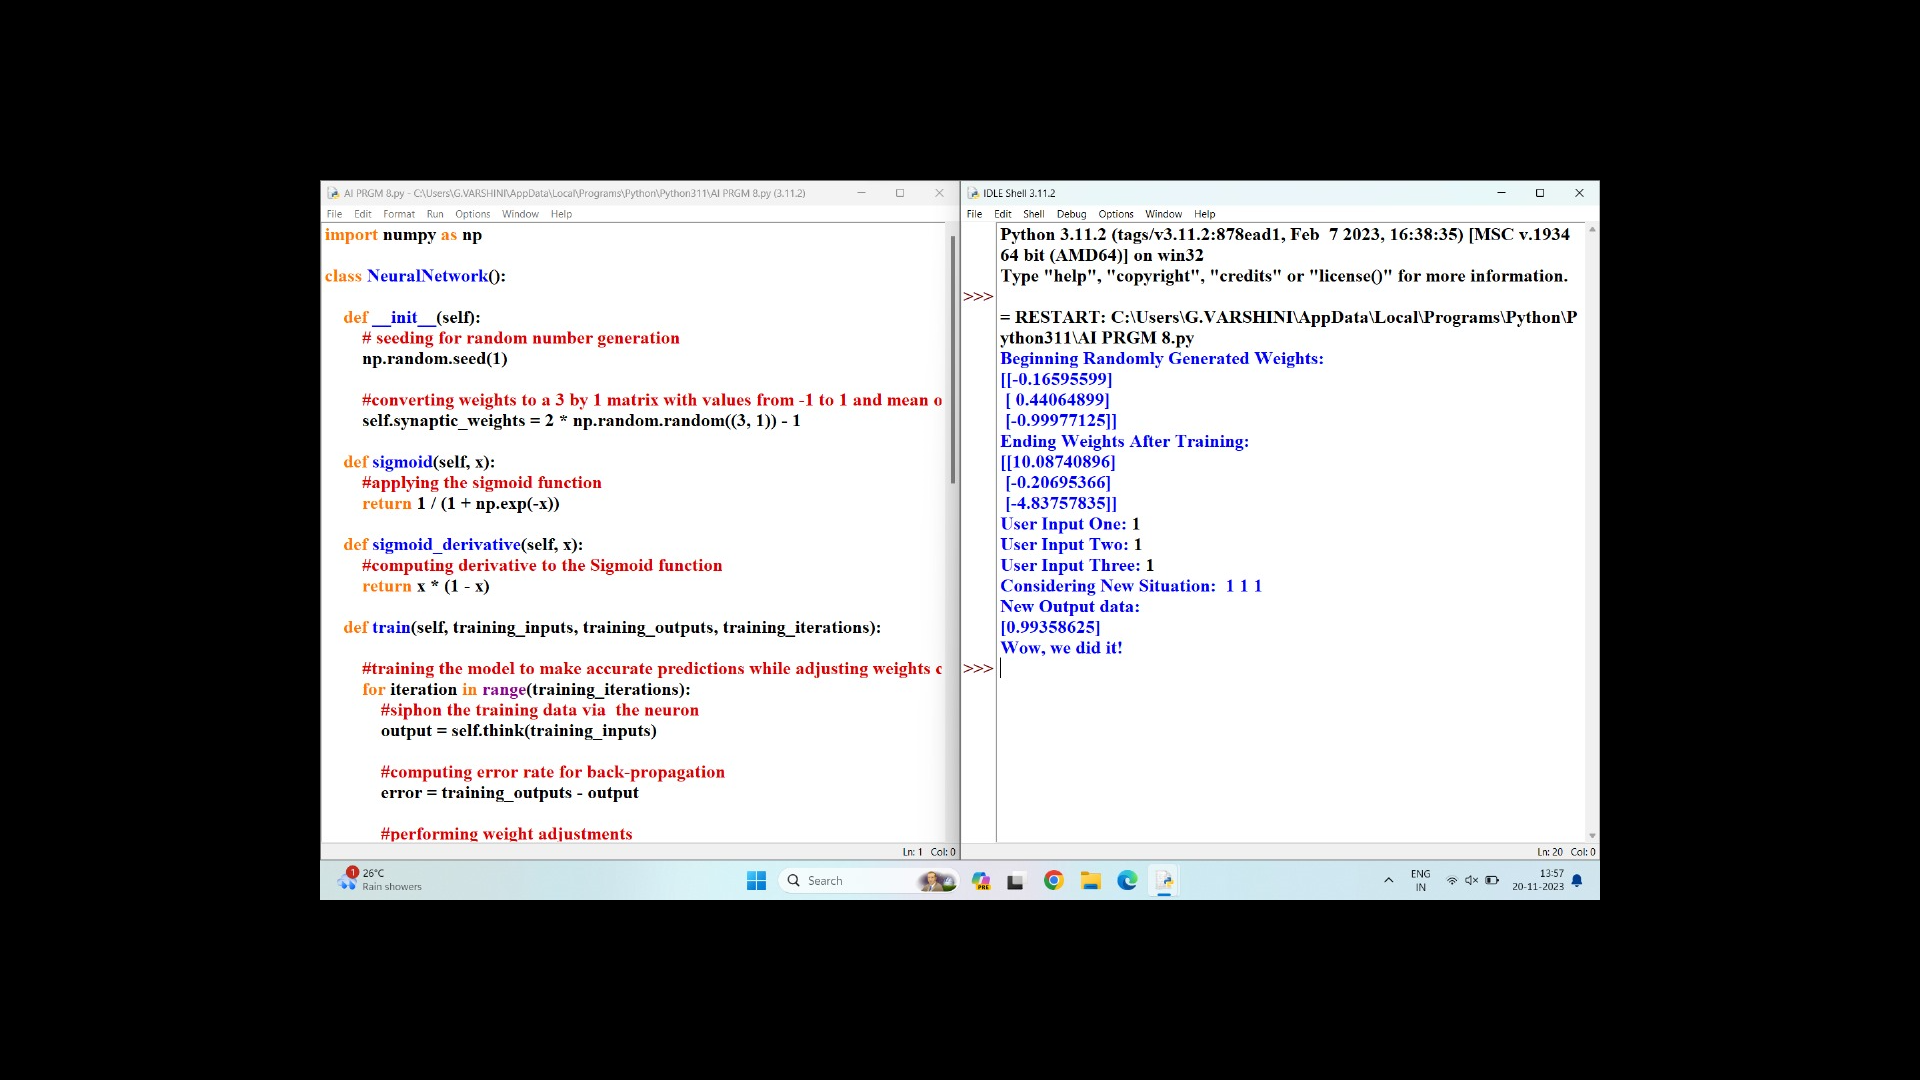 AI PRGM 8.py - C:\Users\G.VARSHINI\AppData\Local\Programs\Python\Python311\AI PRGM 8.py (3.11.2)
File Edit Format Run Options Window Help
import numpy as np
class NeuralNetwork():
def __init__(self):
# seeding for random number generation
np.random.seed(1)
#converting weights to a 3 by 1 matrix with values from -1 to 1 and mean o
self.synaptic_weights = 2 * np.random.random((3, 1)) - 1
def sigmoid(self, x):
#applying the sigmoid function
return 1 / (1 + np.exp(-x))
def sigmoid_derivative(self, x):
#computing derivative to the Sigmoid function
return x * (1 - x)
def train(self, training_inputs, training_outputs, training_iterations):
#training the model to make accurate predictions while adjusting weights c
for iteration in range(training_iterations):
#siphon the training data via  the neuron
output = self.think(training_inputs)
#computing error rate for back-propagation
error = training_outputs - output
#performing weight adjustments
Ln: 1 Col: 0
IDLE Shell 3.11.2
File Edit Shell Debug Options Window Help
Python 3.11.2 (tags/v3.11.2:878ead1, Feb  7 2023, 16:38:35) [MSC v.1934
64 bit (AMD64)] on win32
Type "help", "copyright", "credits" or "license()" for more information.
>>>
= RESTART: C:\Users\G.VARSHINI\AppData\Local\Programs\Python\P
ython311\AI PRGM 8.py
Beginning Randomly Generated Weights:
[[-0.16595599]
[ 0.44064899]
[-0.99977125]]
Ending Weights After Training:
[[10.08740896]
[-0.20695366]
[-4.83757835]]
User Input One: 1
User Input Two: 1
User Input Three: 1
Considering New Situation:  1 1 1
New Output data:
[0.99358625]
Wow, we did it!
>>>
Ln: 20 Col: 0
1
26°C
Rain showers
Search
PRE
ENG
IN
13:57
20-11-2023